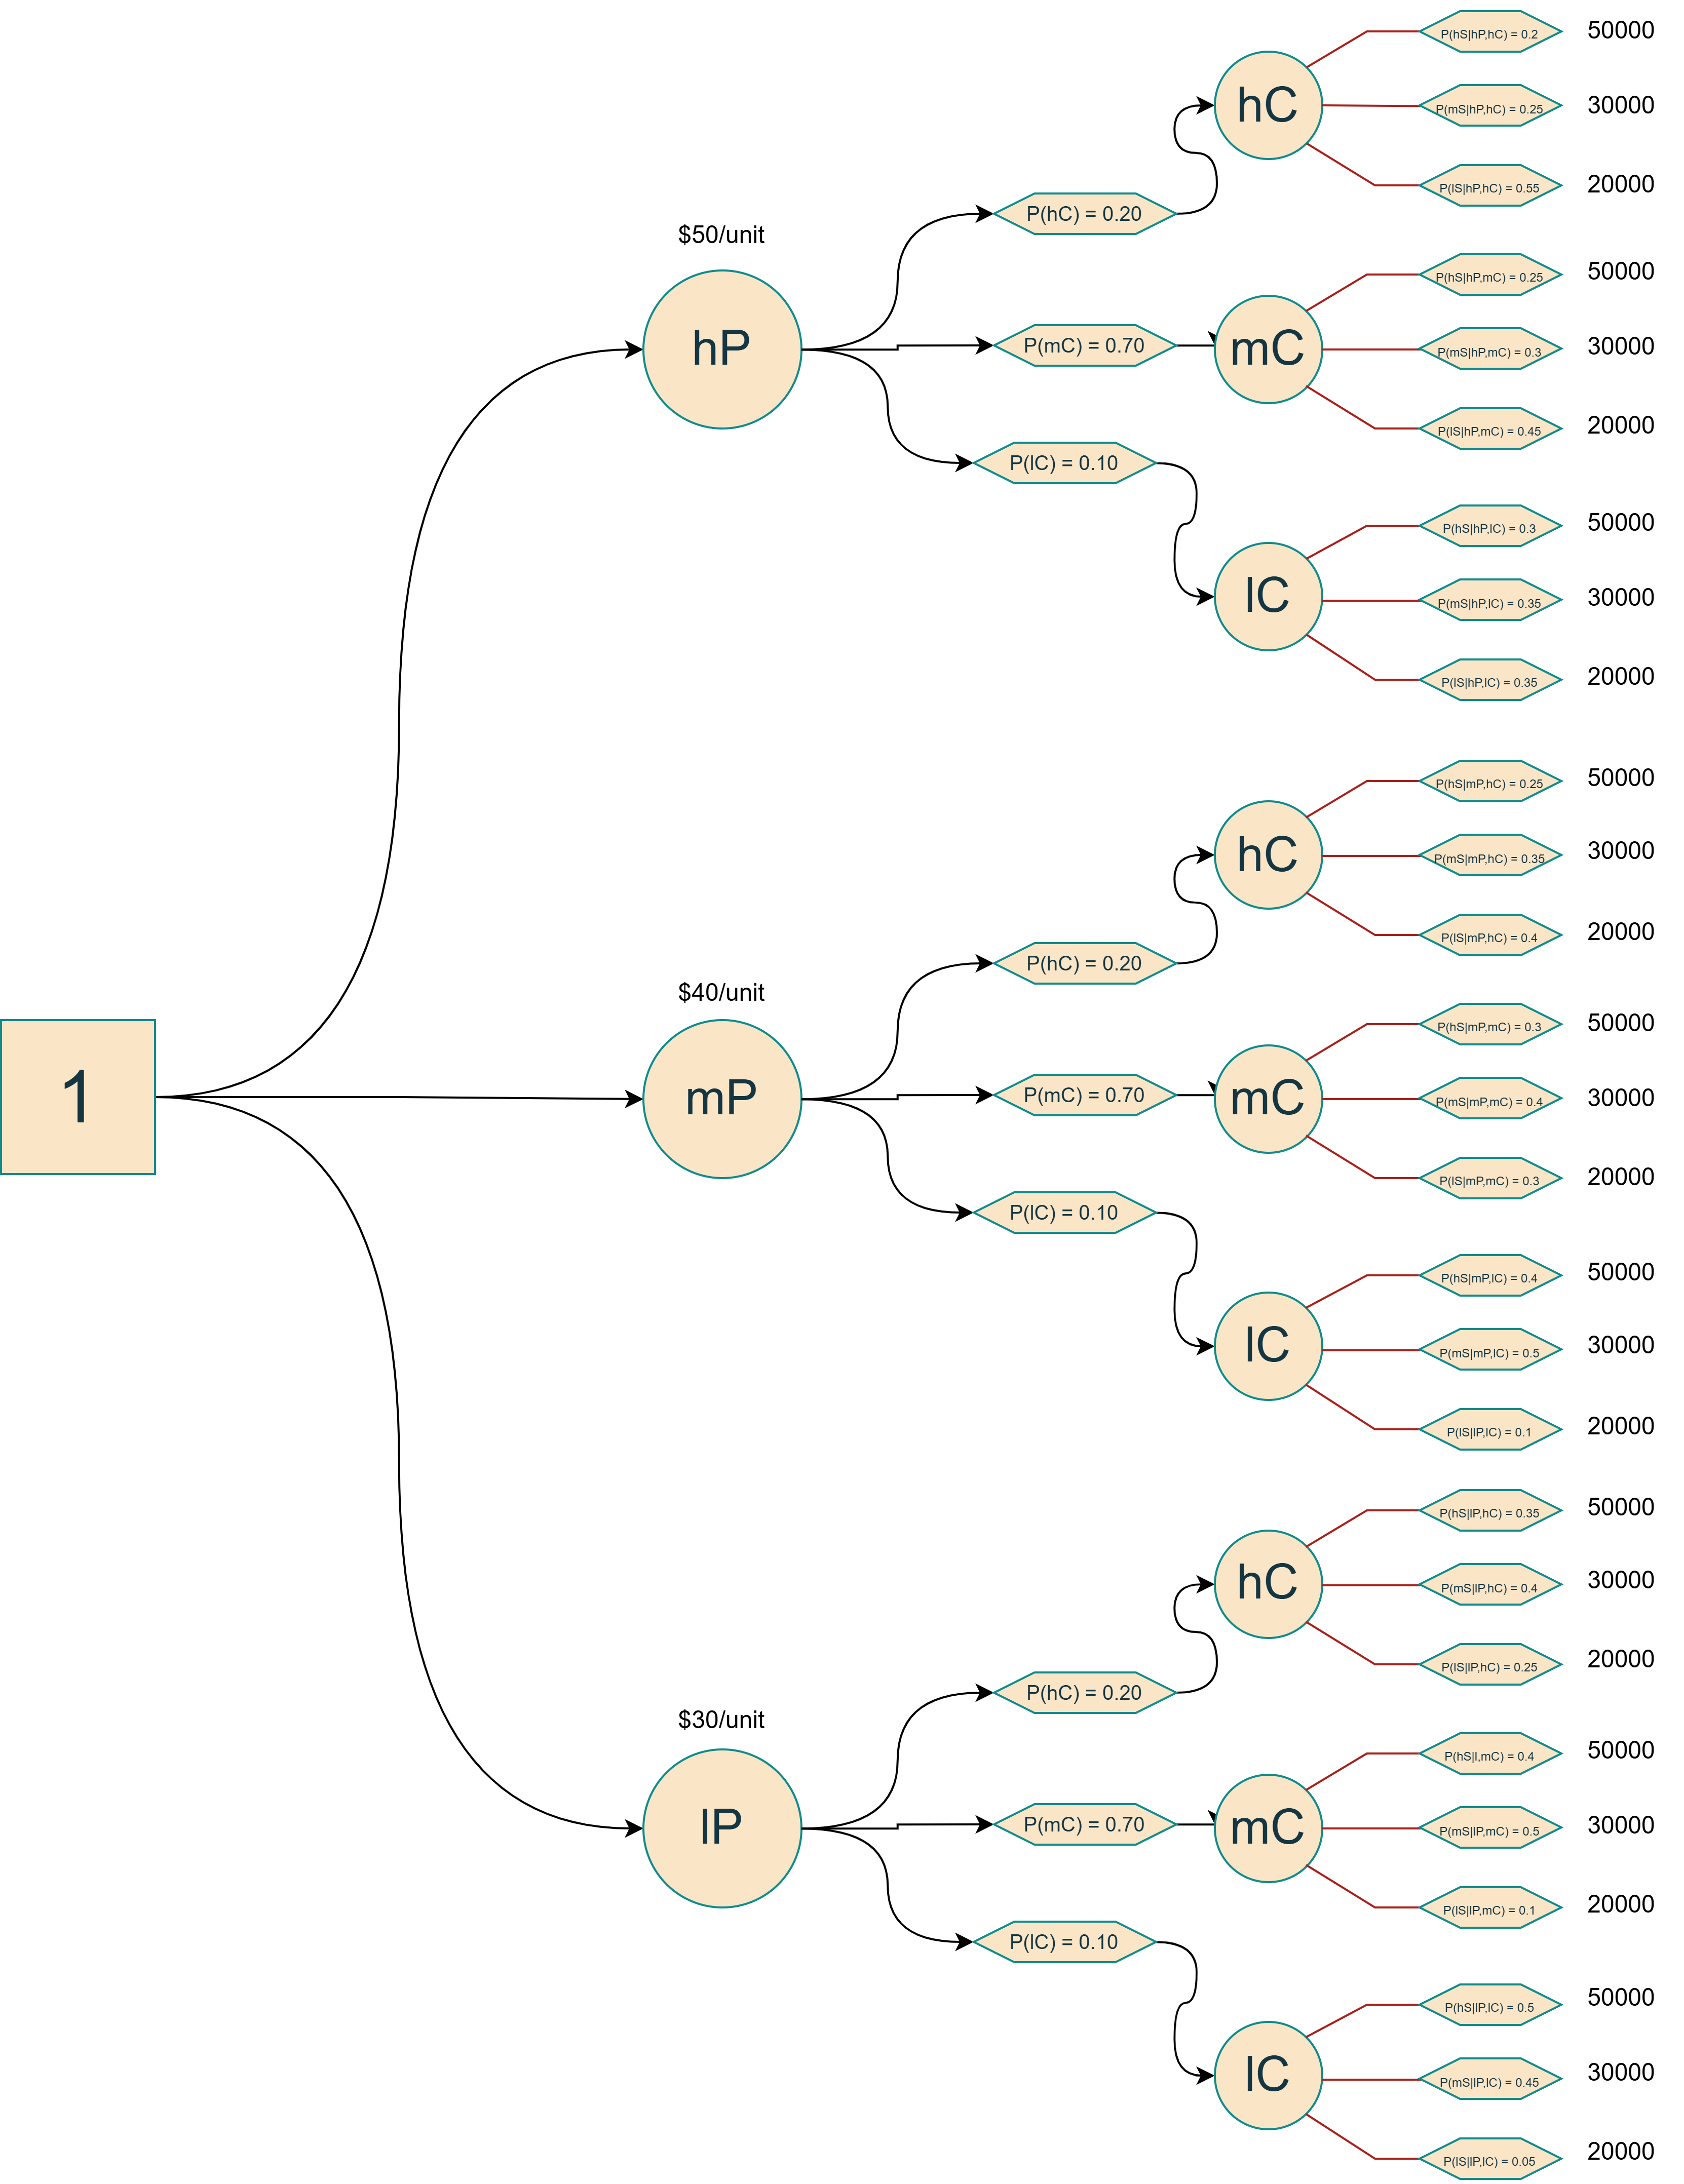 P(hS|hP,hC) = 0.2
50000
hC
P(mS|hP,hC) = 0.25
30000
P(lS|hP,hC) = 0.55
20000
P(hC) = 0.20
$50/unit
P(hS|hP,mC) = 0.25
50000
hP
P(mC) = 0.70
mC
P(mS|hP,mC) = 0.3
30000
P(lS|hP,mC) = 0.45
20000
P(lC) = 0.10
P(hS|hP,lC) = 0.3
50000
lC
P(mS|hP,lC) = 0.35
30000
P(lS|hP,lC) = 0.35
20000
P(hS|mP,hC) = 0.25
50000
hC
P(mS|mP,hC) = 0.35
30000
P(lS|mP,hC) = 0.4
20000
P(hC) = 0.20
$40/unit
P(hS|mP,mC) = 0.3
50000
1
mP
P(mC) = 0.70
mC
P(mS|mP,mC) = 0.4
30000
P(lS|mP,mC) = 0.3
20000
P(lC) = 0.10
P(hS|mP,lC) = 0.4
50000
lC
P(mS|mP,lC) = 0.5
30000
P(lS|lP,lC) = 0.1
20000
P(hS|lP,hC) = 0.35
50000
hC
P(mS|lP,hC) = 0.4
30000
P(lS|lP,hC) = 0.25
20000
P(hC) = 0.20
$30/unit
P(hS|l,mC) = 0.4
50000
lP
P(mC) = 0.70
mC
P(mS|lP,mC) = 0.5
30000
P(lS|lP,mC) = 0.1
20000
P(lC) = 0.10
P(hS|lP,lC) = 0.5
50000
lC
P(mS|lP,lC) = 0.45
30000
P(lS|lP,lC) = 0.05
20000